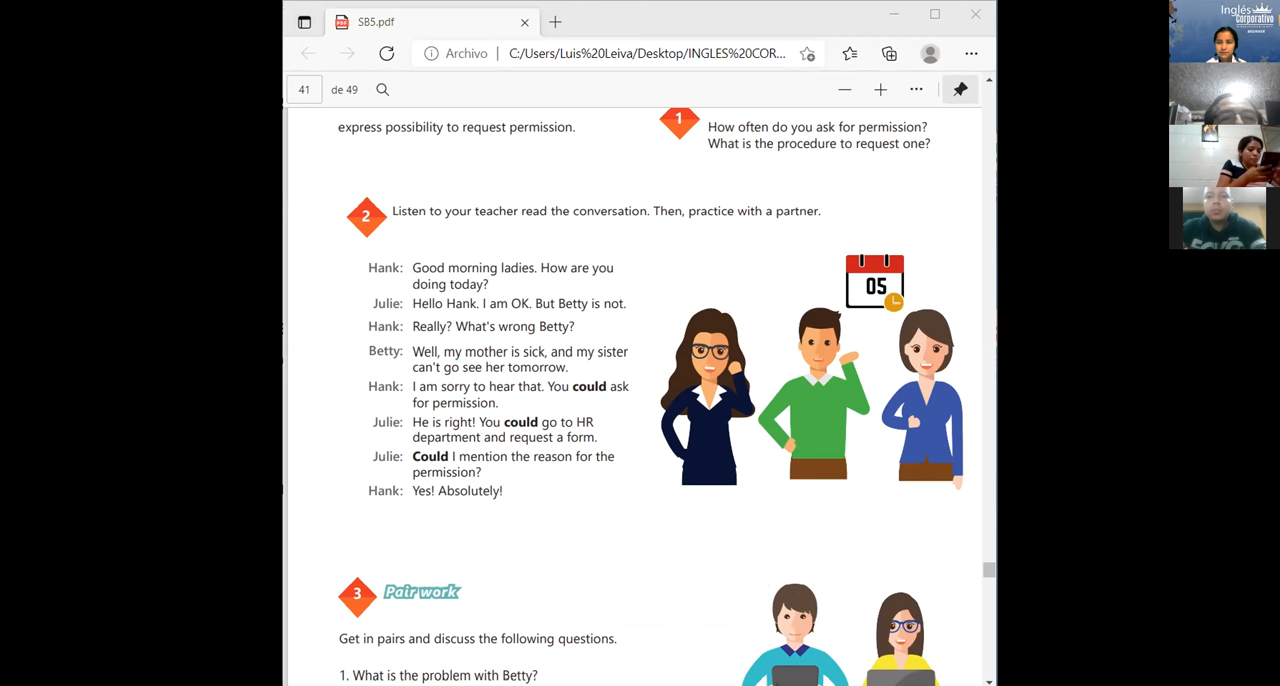 SB5.pdf
Archivo
C:/Users/Luis%20Leiva/Desktop/INGLES%20COR...
41
de 49
express possibility to request permission.
1
How often do you ask for permission?
What is the procedure to request one?
2
Listen to your teacher read the conversation. Then, practice with a partner.
Hank: Good morning ladies. How are you
doing today?
Julie: Hello Hank. I am OK. But Betty is not.
Hank: Really? What's wrong Betty?
Betty: Well, my mother is sick, and my sister
can't go see her tomorrow.
Hank: I am sorry to hear that. You could ask
for permission.
Julie: He is right! You could go to HR
department and request a form.
Julie: Could I mention the reason for the
permission?
Hank: Yes! Absolutely!
05
3
Pair work
Get in pairs and discuss the following questions.
1. What is the problem with Betty?
Inglés
Corporativo
BEGINNER